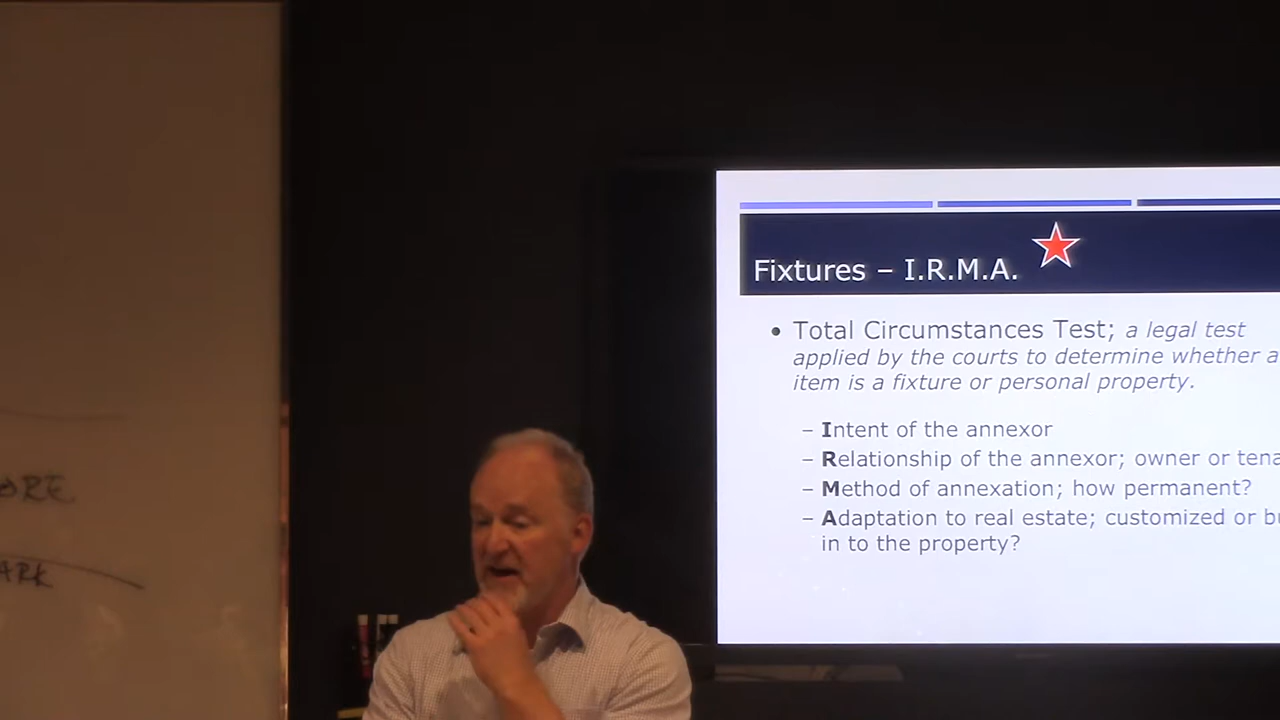 Fixtures – I.R.M.A.
• Total Circumstances Test; a legal test
applied by the courts to determine whether a
item is a fixture or personal property.
– Intent of the annexor
– Relationship of the annexor; owner or tena
– Method of annexation; how permanent?
– Adaptation to real estate; customized or bu
in to the property?
ORE
ARK